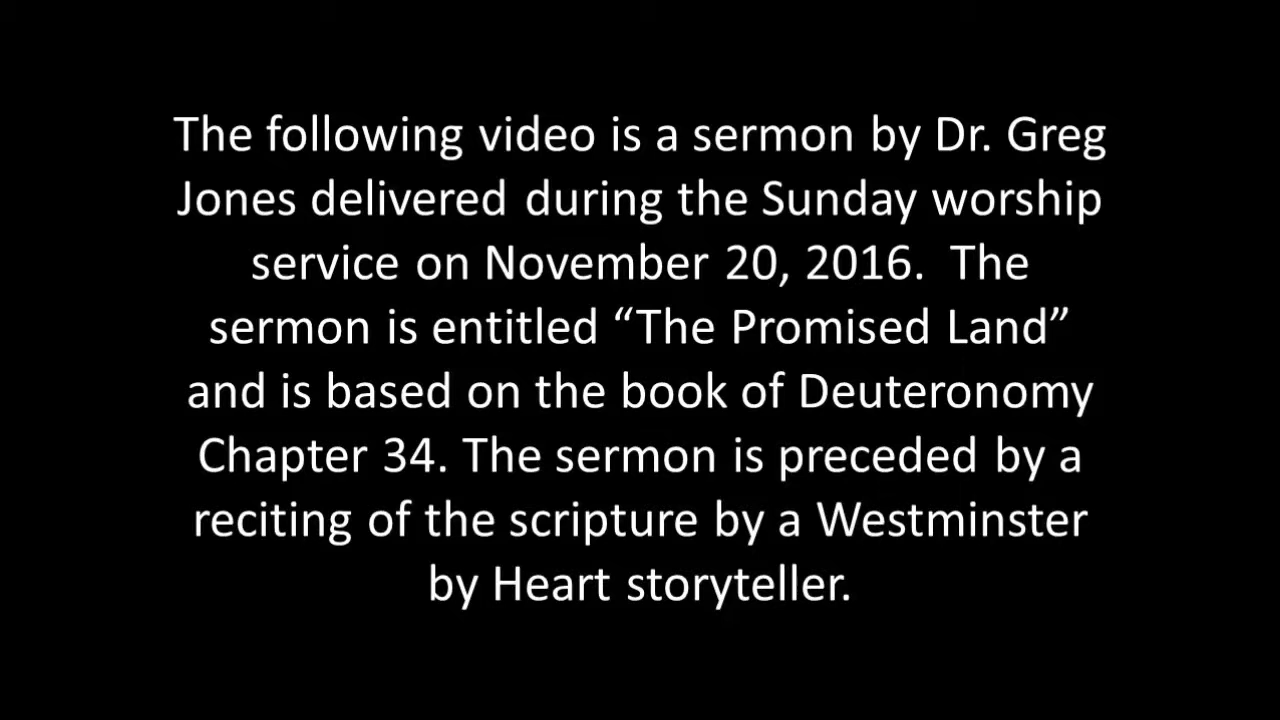 The following video is a sermon by Dr. Greg
Jones delivered during the Sunday worship
service on November 20, 2016.  The
sermon is entitled “The Promised Land”
and is based on the book of Deuteronomy
Chapter 34. The sermon is preceded by a
reciting of the scripture by a Westminster
by Heart storyteller.